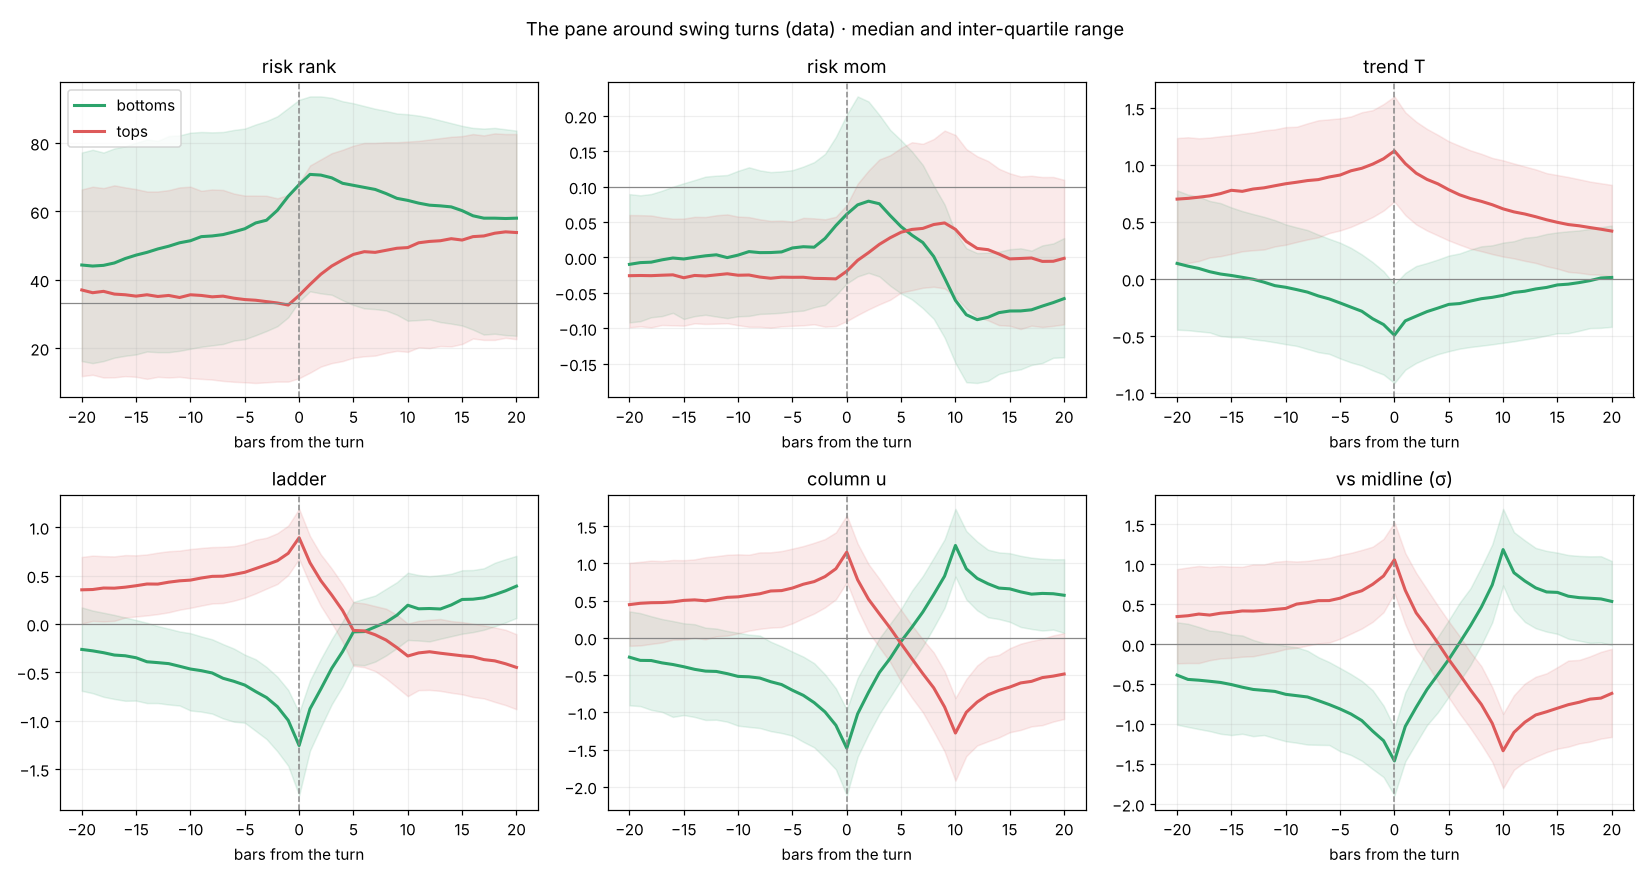 The pane around swing turns (data) · median and inter-quartile range
risk rank
bottoms
tops
80
60
40
20
−20 −15 −10 −5 0 5 10 15 20
bars from the turn
risk mom
0.20
0.15
0.10
0.05
0.00
−0.05
−0.10
−0.15
−20 −15 −10 −5 0 5 10 15 20
bars from the turn
trend T
1.5
1.0
0.5
0.0
−0.5
−1.0
−20 −15 −10 −5 0 5 10 15 20
bars from the turn
ladder
1.0
0.5
0.0
−0.5
−1.0
−1.5
−20 −15 −10 −5 0 5 10 15 20
bars from the turn
column u
1.5
1.0
0.5
0.0
−0.5
−1.0
−1.5
−2.0
−20 −15 −10 −5 0 5 10 15 20
bars from the turn
vs midline (σ)
1.5
1.0
0.5
0.0
−0.5
−1.0
−1.5
−2.0
−20 −15 −10 −5 0 5 10 15 20
bars from the turn